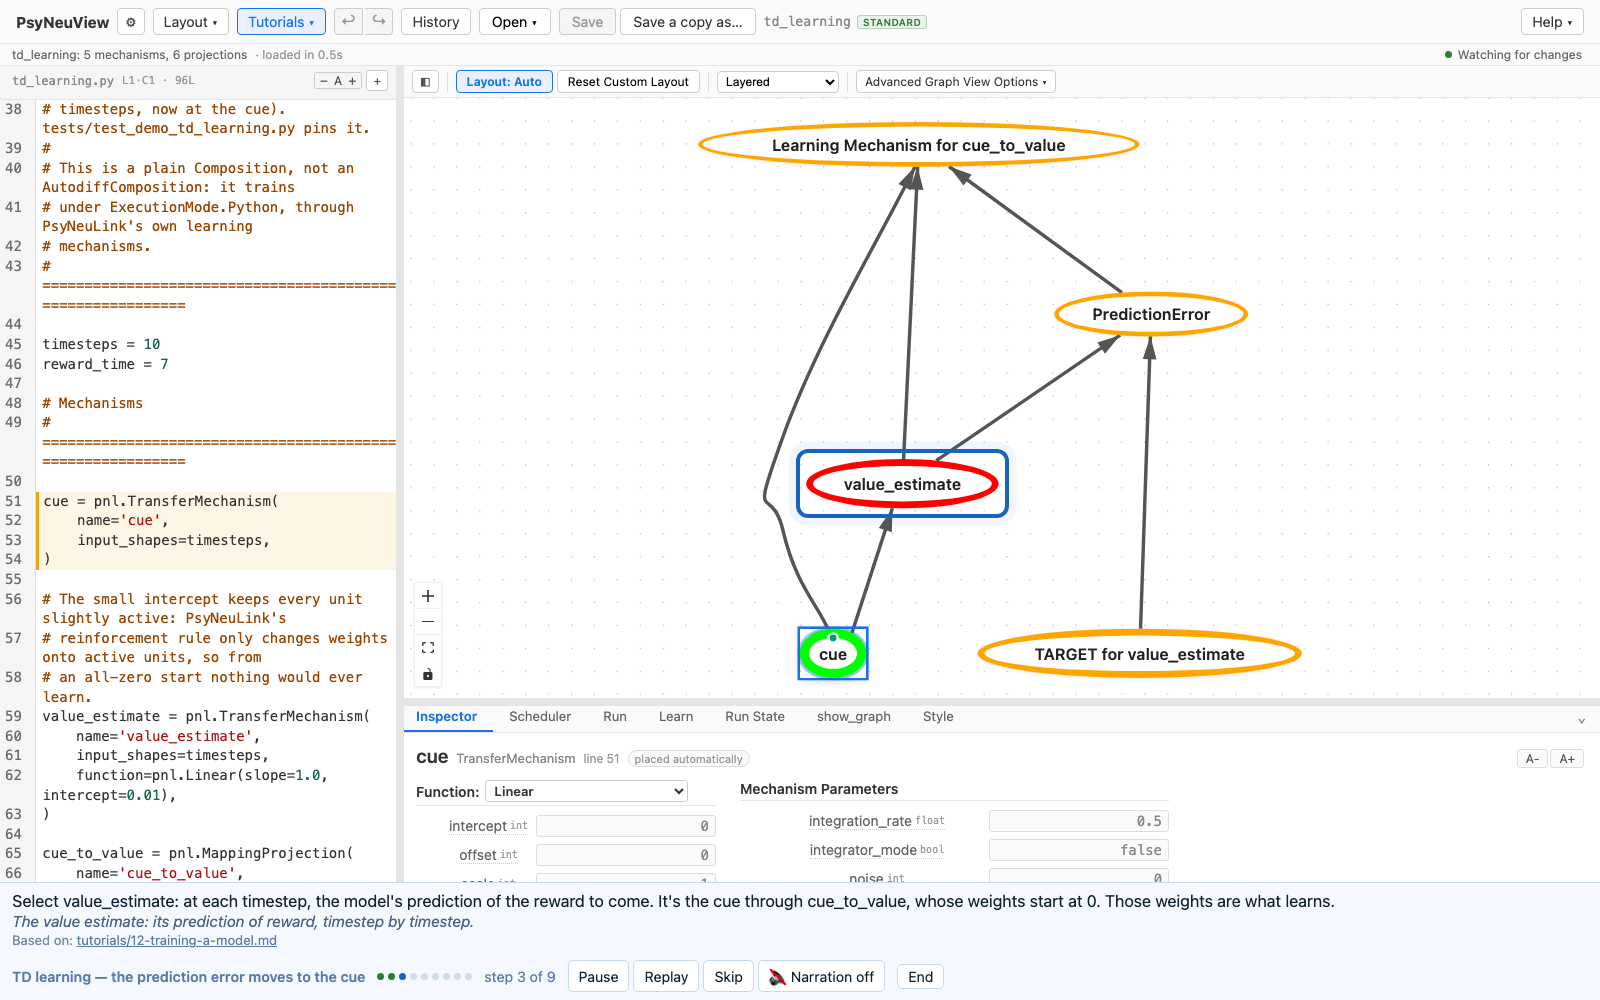 PsyNeuView ⚙ Layout ▾ Tutorials ▾ ↩ ↪ History Open ▾ Save Save a copy as... td_learning STANDARD Help ▾
td_learning: 5 mechanisms, 6 projections · loaded in 0.5s
Watching for changes
td_learning.py L1:C1 · 96L − A + +
Layout: Auto Reset Custom Layout Layered Advanced Graph View Options ▾
38 # timesteps, now at the cue).
tests/test_demo_td_learning.py pins it.
39 #
40 # This is a plain Composition, not an
AutodiffComposition: it trains
41 # under ExecutionMode.Python, through
PsyNeuLink's own learning
42 # mechanisms.
43 #
==========================================
=================
44
45 timesteps = 10
46 reward_time = 7
47
48 # Mechanisms
49 #
==========================================
=================
50
51 cue = pnl.TransferMechanism(
52 name='cue',
53 input_shapes=timesteps,
54 )
55
56 # The small intercept keeps every unit
slightly active: PsyNeuLink's
57 # reinforcement rule only changes weights
onto active units, so from
58 # an all-zero start nothing would ever
learn.
59 value_estimate = pnl.TransferMechanism(
60 name='value_estimate',
61 input_shapes=timesteps,
62 function=pnl.Linear(slope=1.0,
intercept=0.01),
63 )
64
65 cue_to_value = pnl.MappingProjection(
66 name='cue_to_value',
Learning Mechanism for cue_to_value
PredictionError
value_estimate
cue
TARGET for value_estimate
Inspector Scheduler Run Learn Run State show_graph Style
cue TransferMechanism line 51 placed automatically A- A+
Function: Linear
intercept int 0
offset int 0
scale int 1
Mechanism Parameters
integration_rate float 0.5
integrator_mode bool false
noise int 0
Select value_estimate: at each timestep, the model's prediction of the reward to come. It's the cue through cue_to_value, whose weights start at 0. Those weights are what learns.
The value estimate: its prediction of reward, timestep by timestep.
Based on: tutorials/12-training-a-model.md
TD learning — the prediction error moves to the cue step 3 of 9 Pause Replay Skip Narration off End